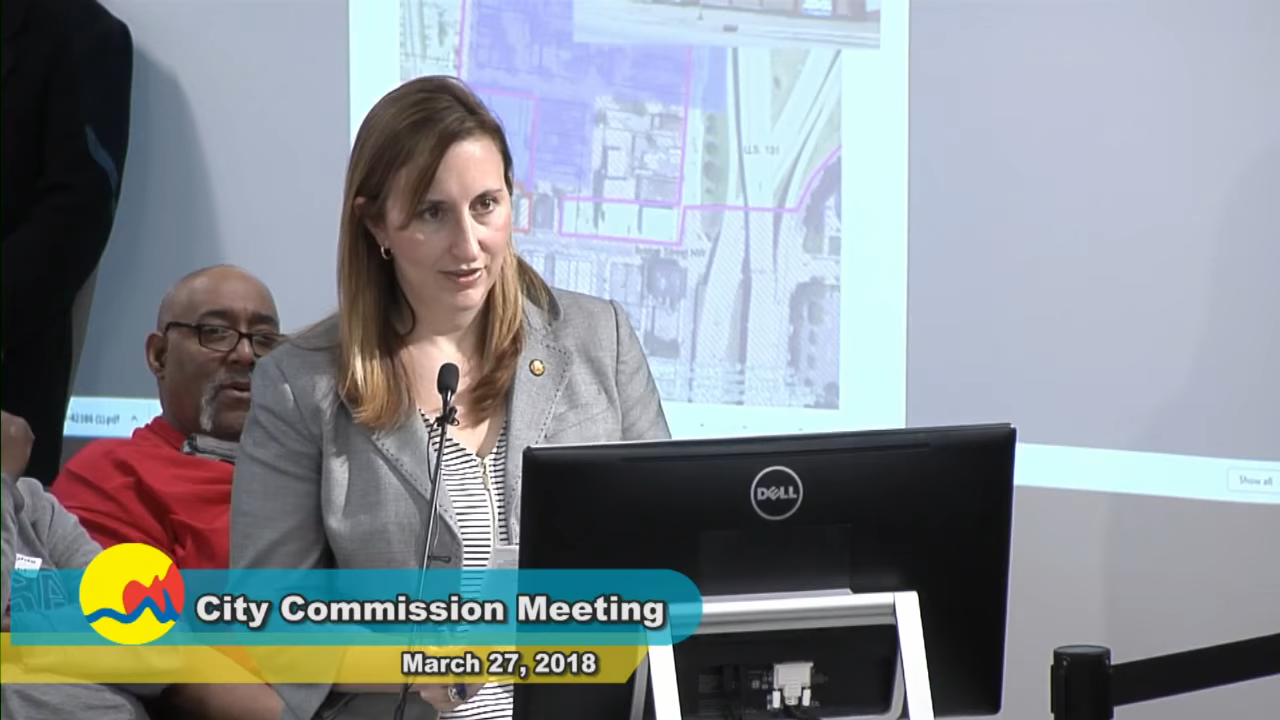 U.S. 131
DELL
Show all
City Commission Meeting
March 27, 2018